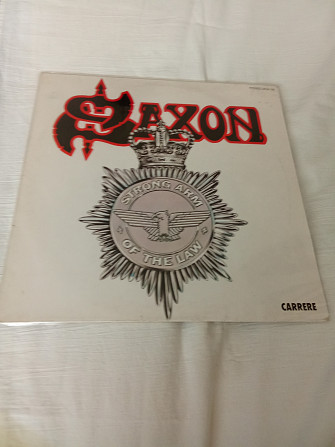 SAXON
STRONG ARM
OF THE LAW
CARRERE